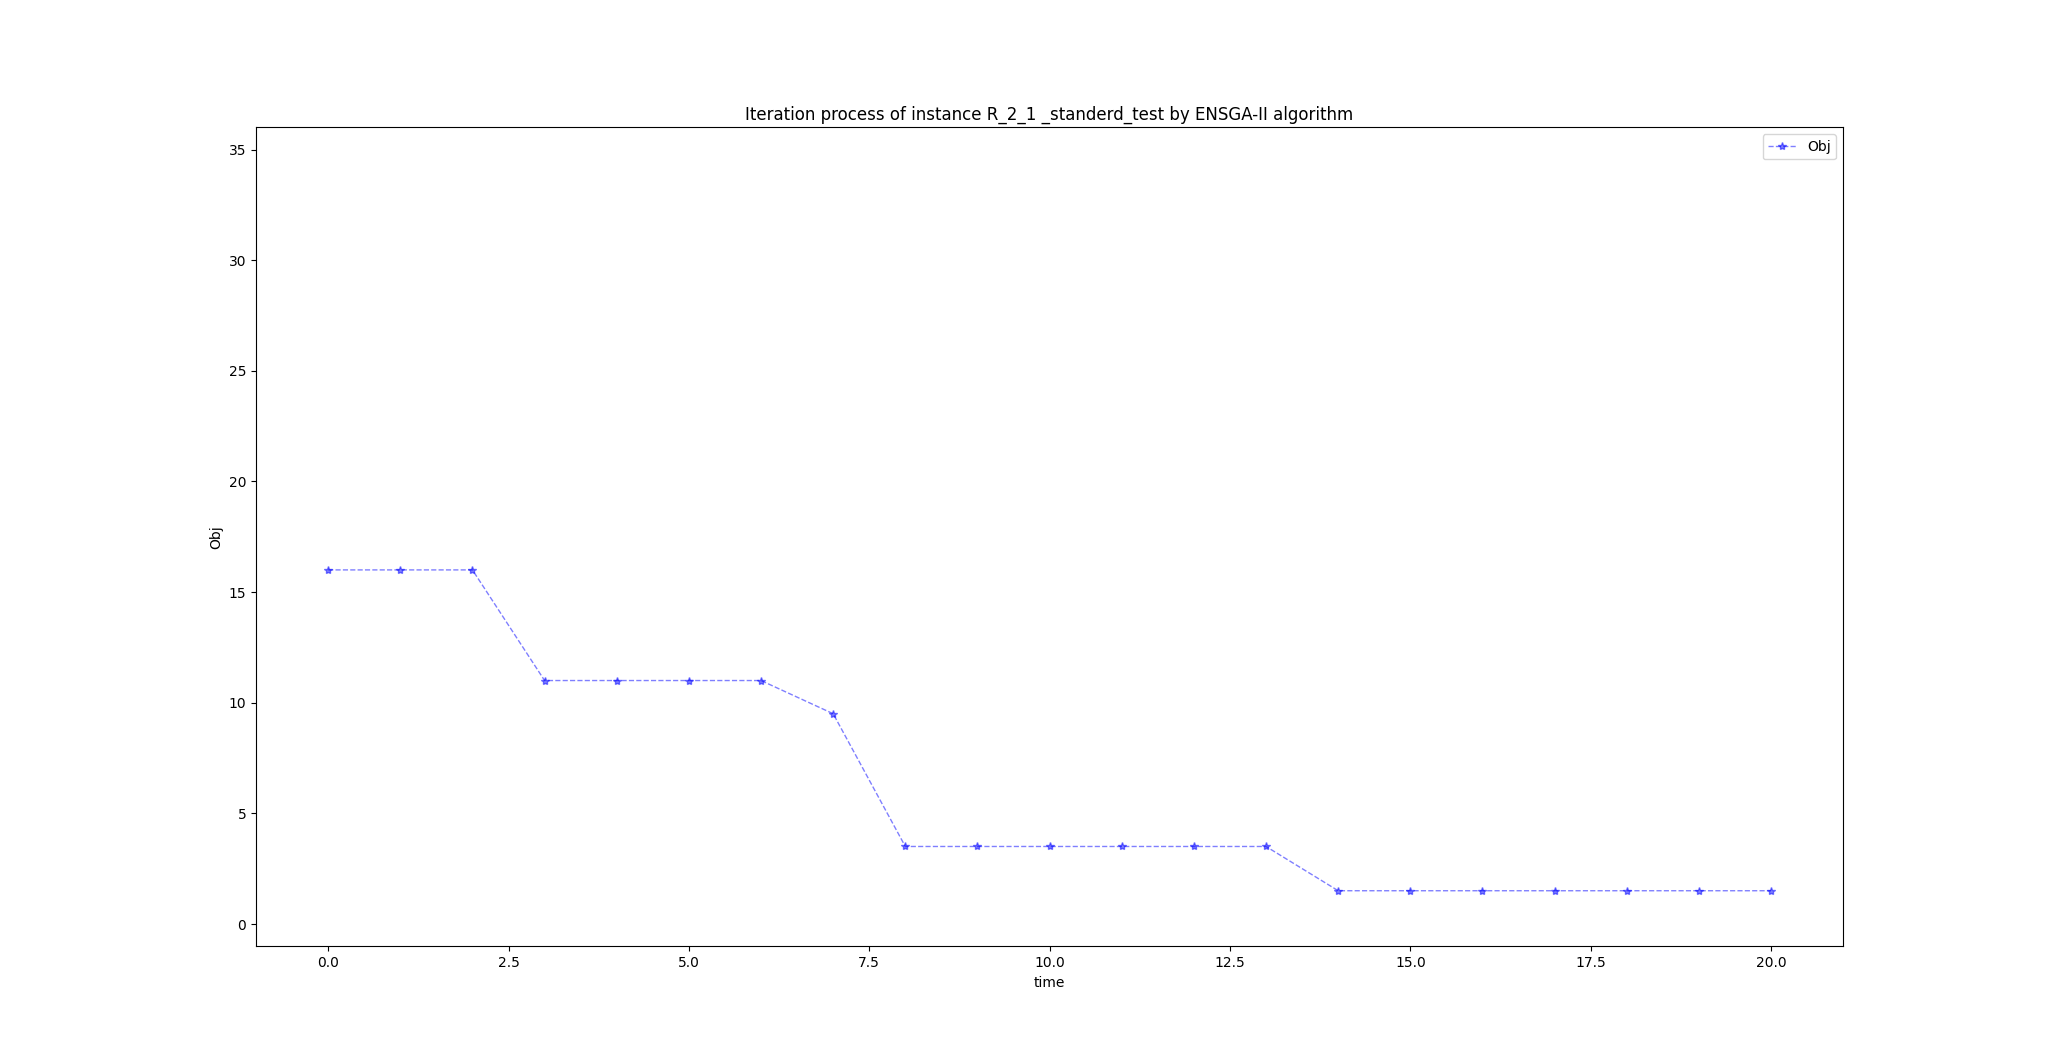 Iteration process of instance R_2_1 _standerd_test by ENSGA-II algorithm
Obj
35
30
25
20
15
10
5
0
Obj
0.0 2.5 5.0 7.5 10.0 12.5 15.0 17.5 20.0
time